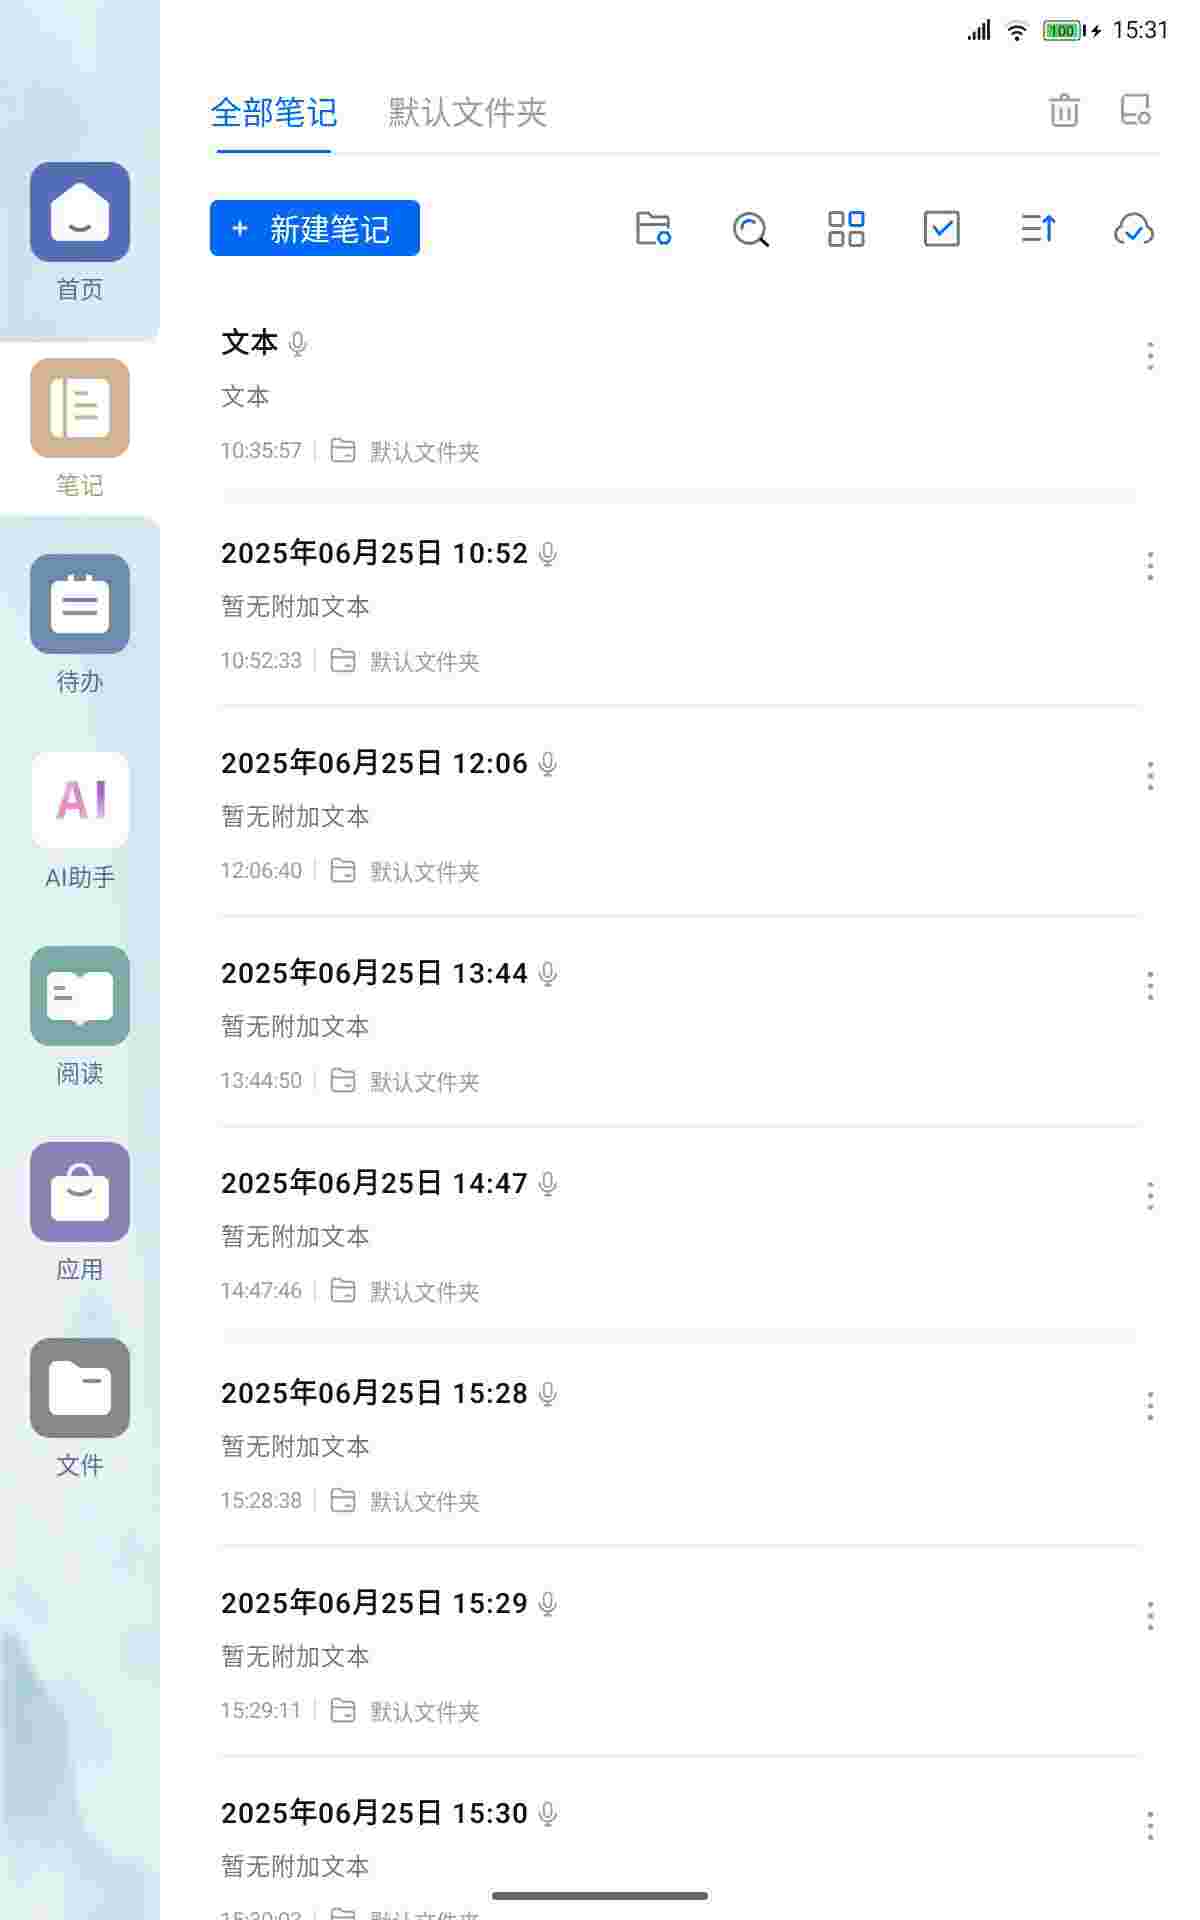 100 15:31
全部笔记 默认文件夹
+ 新建笔记
首页
笔记
待办
AI
AI助手
阅读
应用
文件
文本
文本
10:35:57 默认文件夹
2025年06月25日 10:52
暂无附加文本
10:52:33 默认文件夹
2025年06月25日 12:06
暂无附加文本
12:06:40 默认文件夹
2025年06月25日 13:44
暂无附加文本
13:44:50 默认文件夹
2025年06月25日 14:47
暂无附加文本
14:47:46 默认文件夹
2025年06月25日 15:28
暂无附加文本
15:28:38 默认文件夹
2025年06月25日 15:29
暂无附加文本
15:29:11 默认文件夹
2025年06月25日 15:30
暂无附加文本